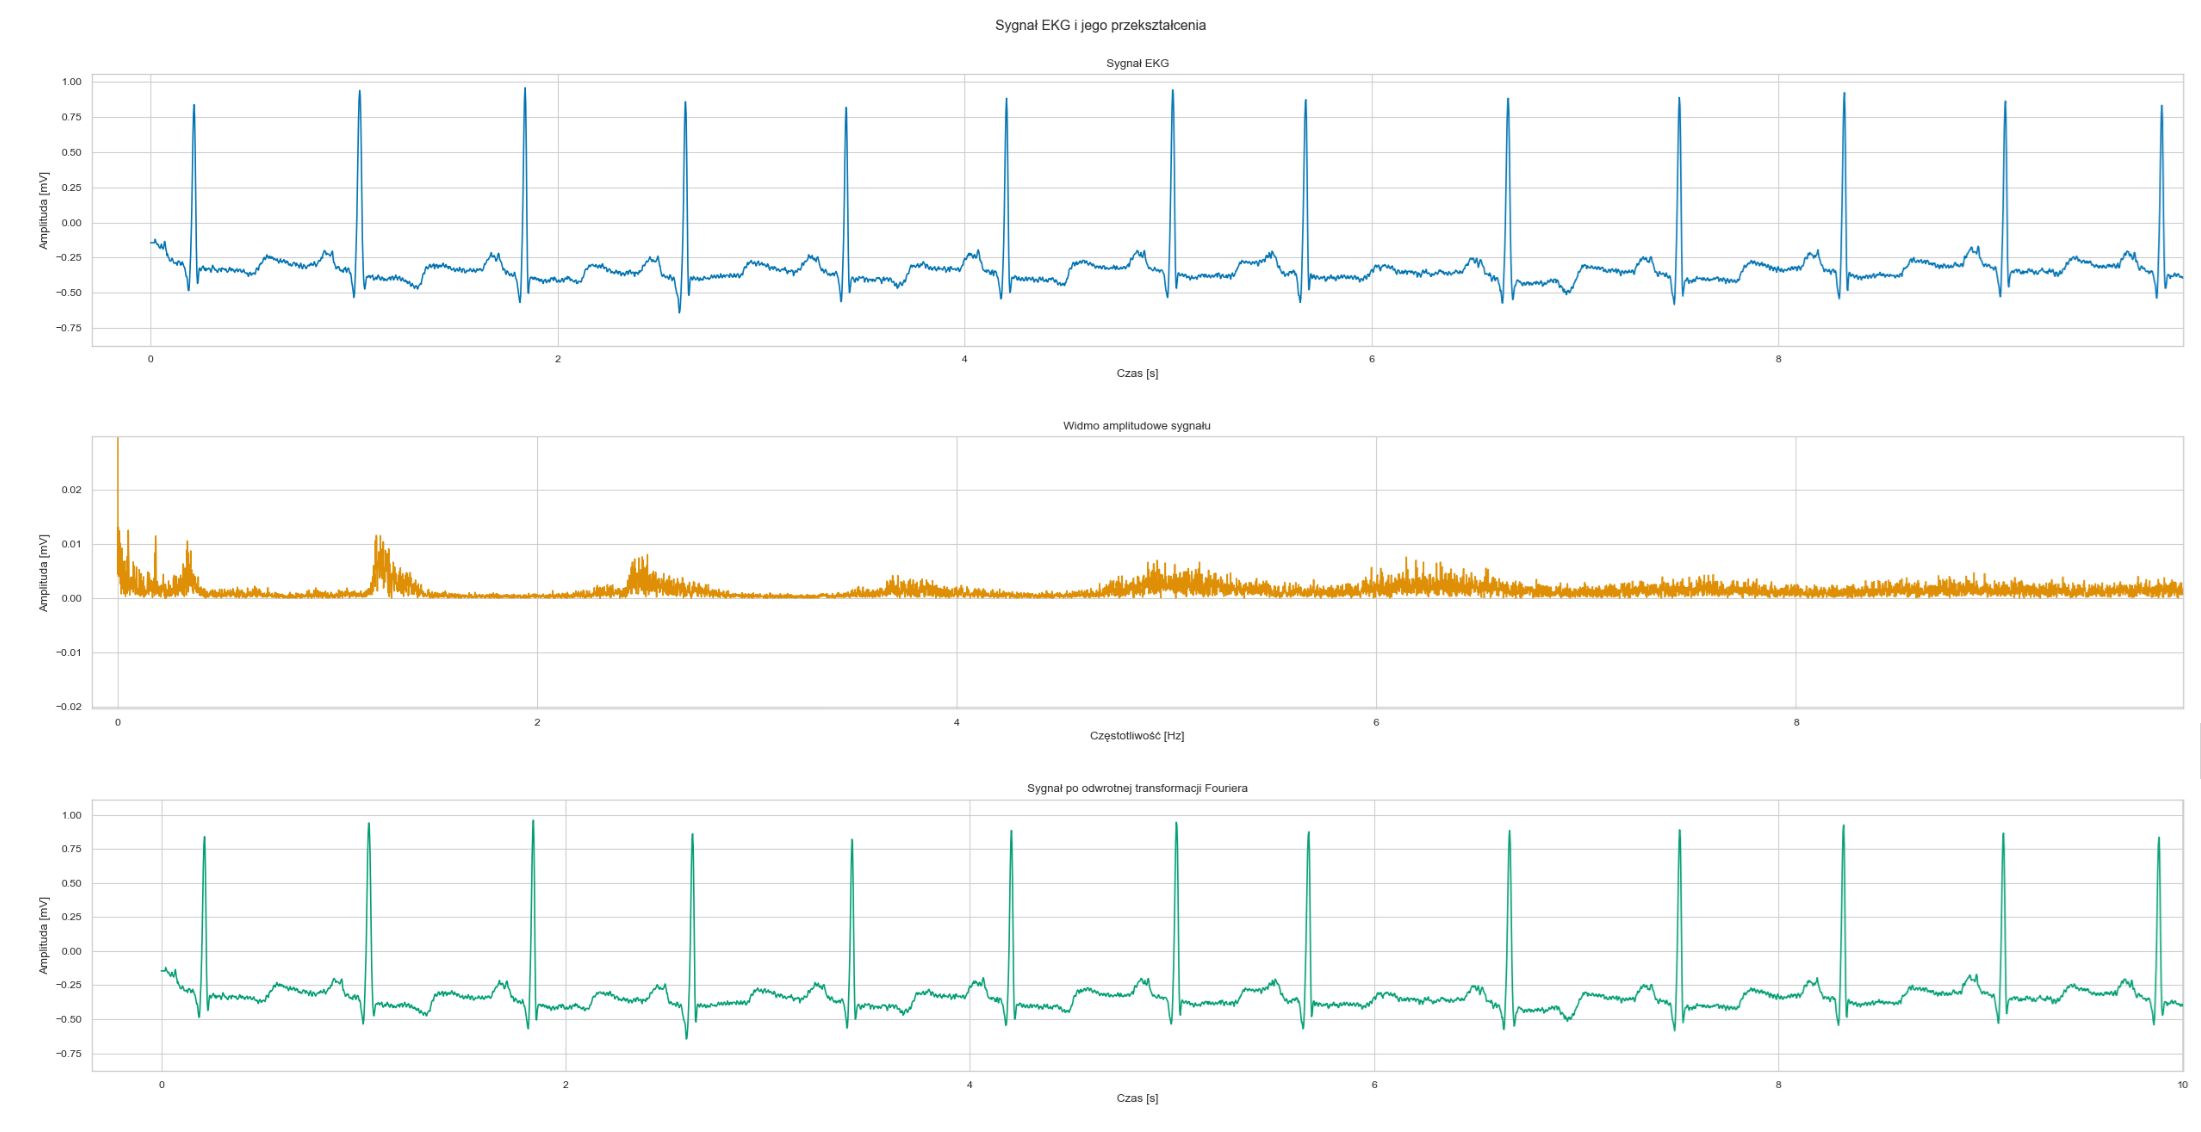 Sygnał EKG i jego przekształcenia
Sygnał EKG
1.00
0.75
0.50
0.25
0.00
−0.25
−0.50
−0.75
Amplituda [mV]
0 2 4 6 8
Czas [s]
Widmo amplitudowe sygnału
0.02
0.01
0.00
−0.01
−0.02
Amplituda [mV]
0 2 4 6 8
Częstotliwość [Hz]
Sygnał po odwrotnej transformacji Fouriera
1.00
0.75
0.50
0.25
0.00
−0.25
−0.50
−0.75
Amplituda [mV]
0 2 4 6 8 10
Czas [s]